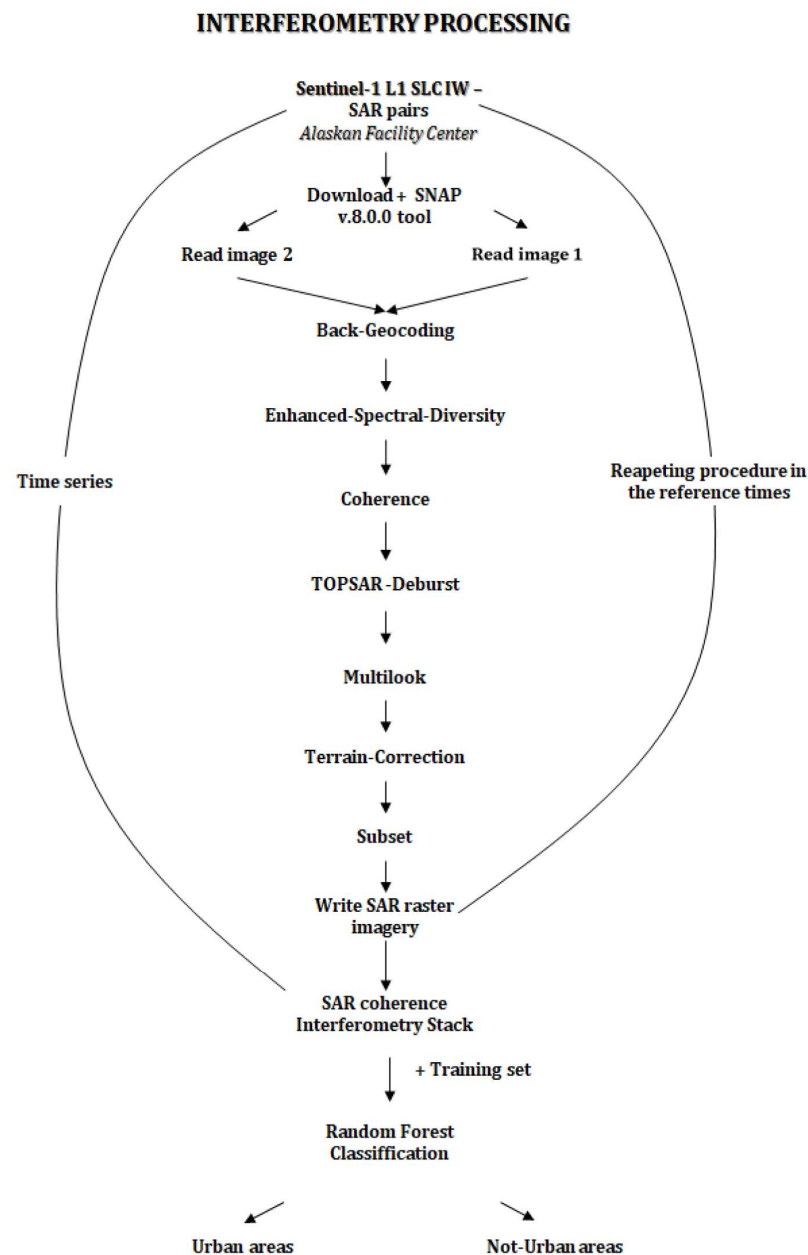 INTERFEROMETRY PROCESSING
Sentinel-1 L1 SLC IW –
SAR pairs
Alaskan Facility Center
Download + SNAP
v.8.0.0 tool
Read image 2
Read image 1
Back-Geocoding
Enhanced-Spectral-Diversity
Time series
Reapeting procedure in
the reference times
Coherence
TOPSAR-Deburst
Multilook
Terrain-Correction
Subset
Write SAR raster
imagery
SAR coherence
Interferometry Stack
+ Training set
Random Forest
Classiffication
Urban areas
Not-Urban areas